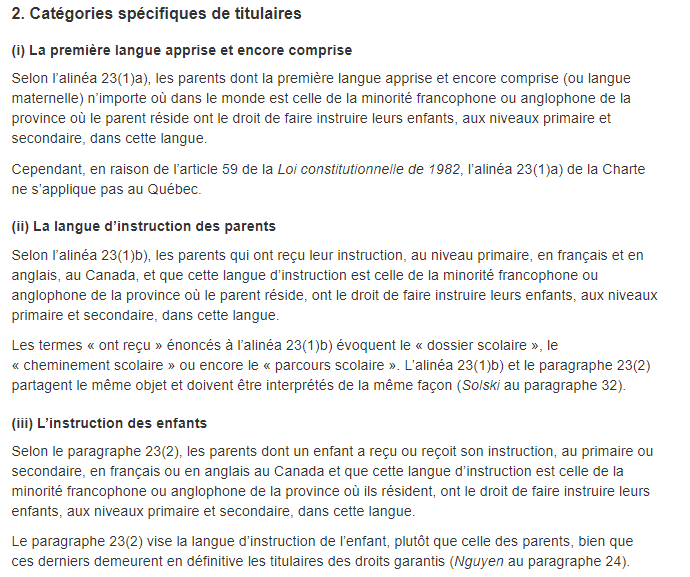 2. Catégories spécifiques de titulaires
(i) La première langue apprise et encore comprise
Selon l’alinéa 23(1)a), les parents dont la première langue apprise et encore comprise (ou langue
maternelle) n’importe où dans le monde est celle de la minorité francophone ou anglophone de la
province où le parent réside ont le droit de faire instruire leurs enfants, aux niveaux primaire et
secondaire, dans cette langue.
Cependant, en raison de l’article 59 de la Loi constitutionnelle de 1982, l’alinéa 23(1)a) de la Charte
ne s’applique pas au Québec.
(ii) La langue d’instruction des parents
Selon l’alinéa 23(1)b), les parents qui ont reçu leur instruction, au niveau primaire, en français et en
anglais, au Canada, et que cette langue d’instruction est celle de la minorité francophone ou
anglophone de la province où le parent réside, ont le droit de faire instruire leurs enfants, aux niveaux
primaire et secondaire, dans cette langue.
Les termes « ont reçu » énoncés à l’alinéa 23(1)b) évoquent le « dossier scolaire », le
« cheminement scolaire » ou encore le « parcours scolaire ». L’alinéa 23(1)b) et le paragraphe 23(2)
partagent le même objet et doivent être interprétés de la même façon (Solski au paragraphe 32).
(iii) L’instruction des enfants
Selon le paragraphe 23(2), les parents dont un enfant a reçu ou reçoit son instruction, au primaire ou
secondaire, en français ou en anglais au Canada et que cette langue d’instruction est celle de la
minorité francophone ou anglophone de la province où ils résident, ont le droit de faire instruire leurs
enfants, aux niveaux primaire et secondaire, dans cette langue.
Le paragraphe 23(2) vise la langue d’instruction de l’enfant, plutôt que celle des parents, bien que
ces derniers demeurent en définitive les titulaires des droits garantis (Nguyen au paragraphe 24).